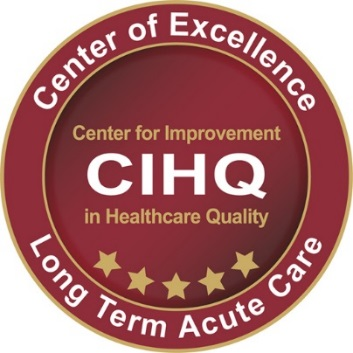 Center of Excellence
Center for Improvement
CIHQ
in Healthcare Quality
Long Term Acute Care